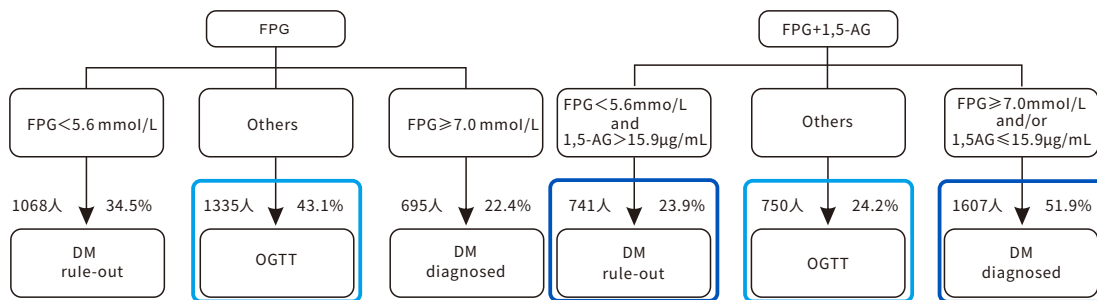 FPG
FPG<5.6 mmol/L
Others
FPG≥7.0 mmol/L
1068人 34.5%
1335人 43.1%
695人 22.4%
DM
rule-out
OGTT
DM
diagnosed
FPG+1,5-AG
FPG<5.6mmo/L
and
1,5-AG>15.9μg/mL
Others
FPG≥7.0mmol/L
and/or
1,5AG≤15.9μg/mL
741人 23.9%
750人 24.2%
1607人 51.9%
DM
rule-out
OGTT
DM
diagnosed